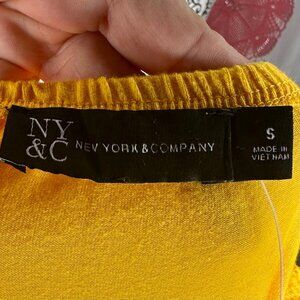 NY
&C
NEW YORK & COMPANY
S
MADE IN
VIETNAM